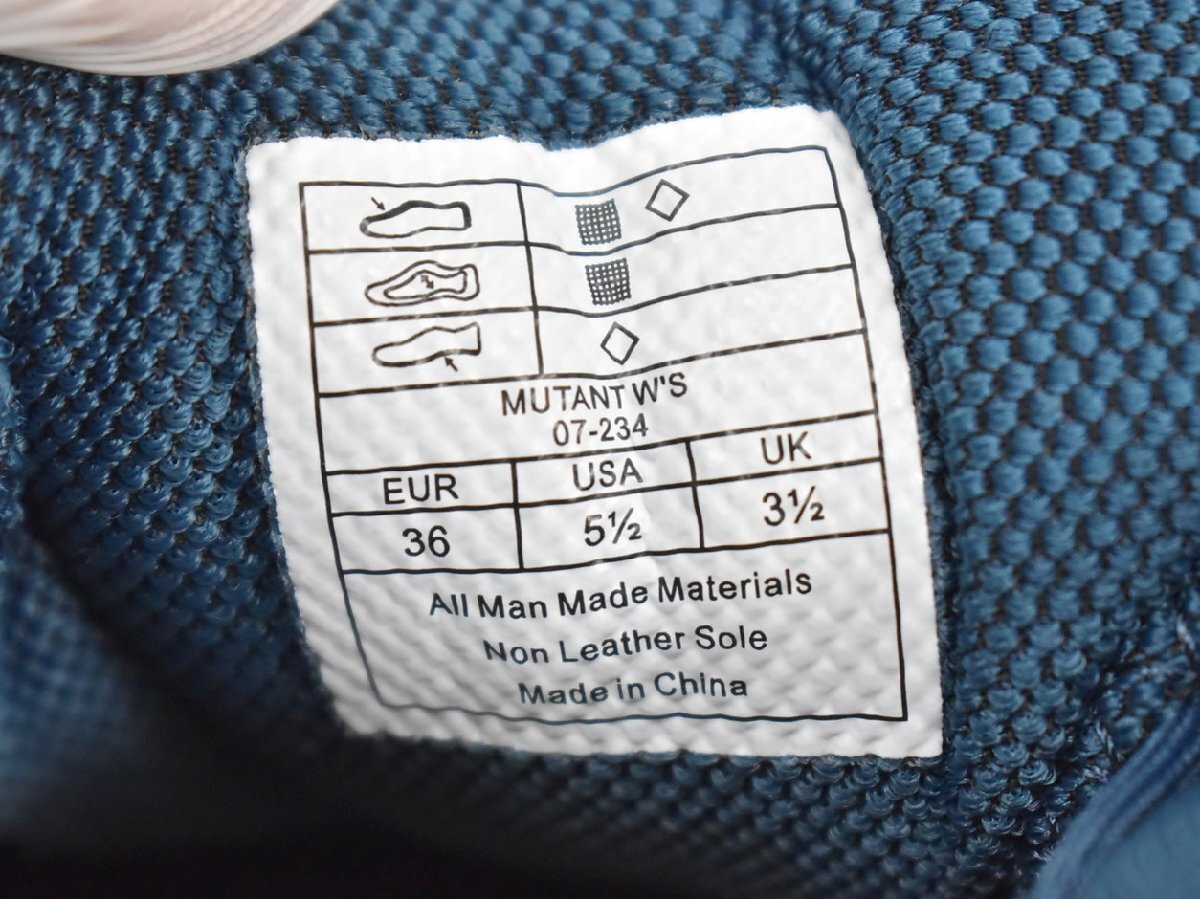 MUTANT W'S
07-234
EUR USA UK
36 5½ 3½
All Man Made Materials
Non Leather Sole
Made in China